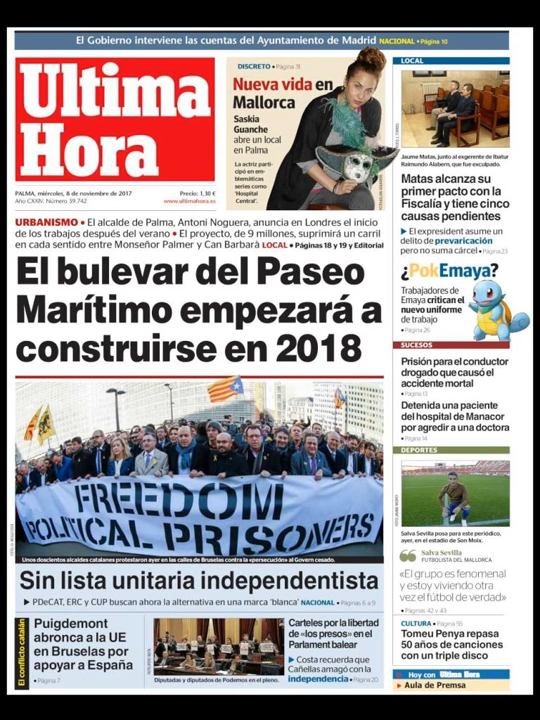 El Gobierno interviene las cuentas del Ayuntamiento de Madrid NACIONAL • Página 10
Ultima
Hora
PALMA, miércoles, 8 de noviembre de 2017
Precio: 1,30 €
Año CXXIV. Número 39.742
www.ultimahora.es
DISCRETO • Página 31
Nueva vida en
Mallorca
Saskia
Guanche
abre un local
en Palma
La actriz parti-
cipó en em-
blemáticas
series como
'Hospital
Central'.
URBANISMO • El alcalde de Palma, Antoni Noguera, anuncia en Londres el inicio
de los trabajos después del verano • El proyecto, de 9 millones, suprimirá un carril
en cada sentido entre Monseñor Palmer y Can Barbarà LOCAL • Páginas 18 y 19 y Editorial
El bulevar del Paseo
Marítimo empezará a
construirse en 2018
FREEDOM
POLITICAL PRISONERS
Unos doscientos alcaldes catalanes protestaron ayer en las calles de Bruselas contra la «persecución» al Govern cesado.
Sin lista unitaria independentista
▶ PDeCAT, ERC y CUP buscan ahora la alternativa en una marca 'blanca' NACIONAL • Páginas 6 a 9
El conflicto catalán
Puigdemont
abronca a la UE
en Bruselas por
apoyar a España
• Página 7
Diputadas y diputados de Podemos en el pleno.
Carteles por la libertad
de «los presos» en el
Parlament balear
▶ Costa recuerda que
Cañellas amagó con la
independencia • Página 20
LOCAL
Jaume Matas, junto al exgerente de Ibatur
Raimundo Alabern, que fue exculpado.
Matas alcanza su
primer pacto con la
Fiscalía y tiene cinco
causas pendientes
▶ El expresident asume un
delito de prevaricación
pero no suma cárcel • Página 23
¿PokEmaya?
Trabajadores de
Emaya critican el
nuevo uniforme
de trabajo
• Página 26
SUCESOS
Prisión para el conductor
drogado que causó el
accidente mortal
• Página 13
Detenida una paciente
del hospital de Manacor
por agredir a una doctora
• Página 14
DEPORTES
Salva Sevilla posa para este periódico,
ayer, en el estadio de Son Moix.
Salva Sevilla
FUTBOLISTA DEL MALLORCA
«El grupo es fenomenal
y estoy viviendo otra
vez el fútbol de verdad»
• Páginas 42 y 43
CULTURA • Página 55
Tomeu Penya repasa
50 años de canciones
con un triple disco
Hoy con Ultima Hora
▶ Aula de Premsa